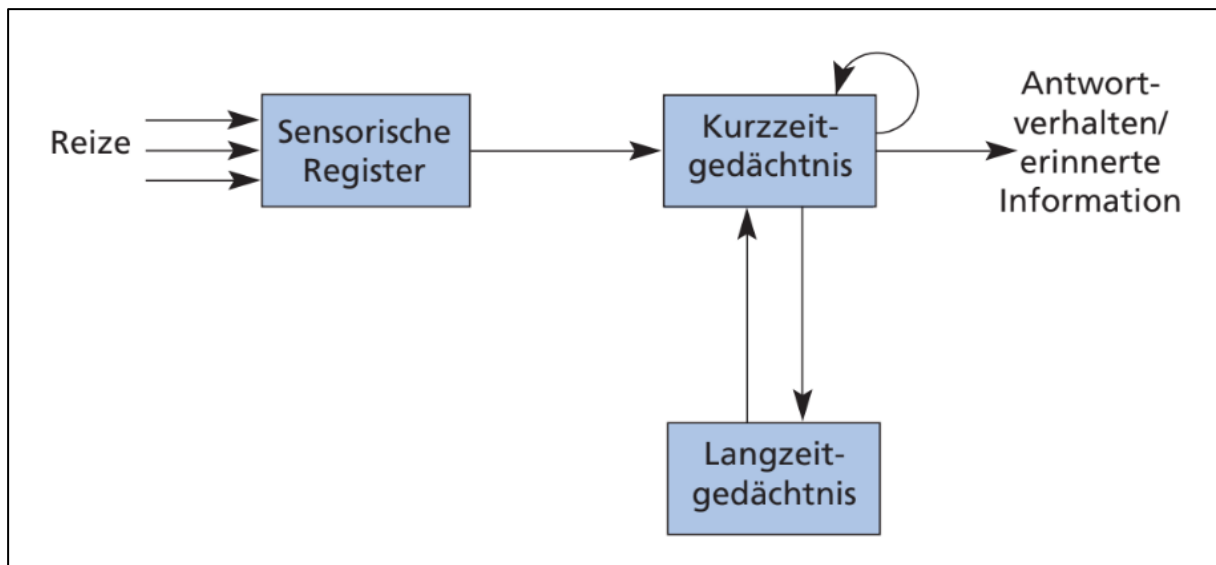 Reize
Sensorische
Register
Kurzzeit-
gedächtnis
Antwort-
verhalten/
erinnerte
Information
Langzeit-
gedächtnis